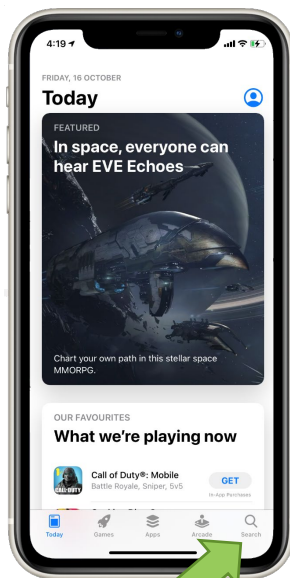 4:19
FRIDAY, 16 OCTOBER
Today
FEATURED
In space, everyone can
hear EVE Echoes
Chart your own path in this stellar space
MMORPG.
OUR FAVOURITES
What we're playing now
Call of Duty®: Mobile
Battle Royale, Sniper, 5v5
GET
In-App Purchases
CALL·DUTY
Today
Games
Apps
Arcade
Search